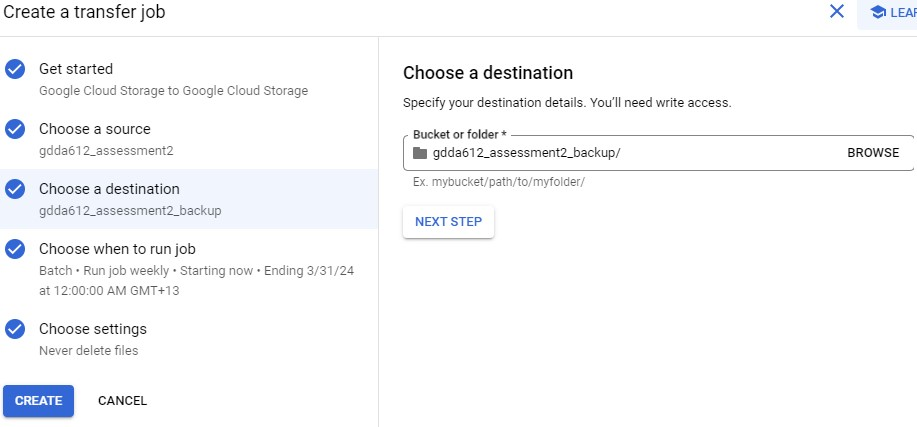 Create a transfer job
LEAR
Get started
Google Cloud Storage to Google Cloud Storage
Choose a source
gdda612_assessment2
Choose a destination
gdda612_assessment2_backup
Choose when to run job
Batch • Run job weekly • Starting now • Ending 3/31/24
at 12:00:00 AM GMT+13
Choose settings
Never delete files
CREATE
CANCEL
Choose a destination
Specify your destination details. You'll need write access.
Bucket or folder *
gdda612_assessment2_backup/
BROWSE
Ex. mybucket/path/to/myfolder/
NEXT STEP